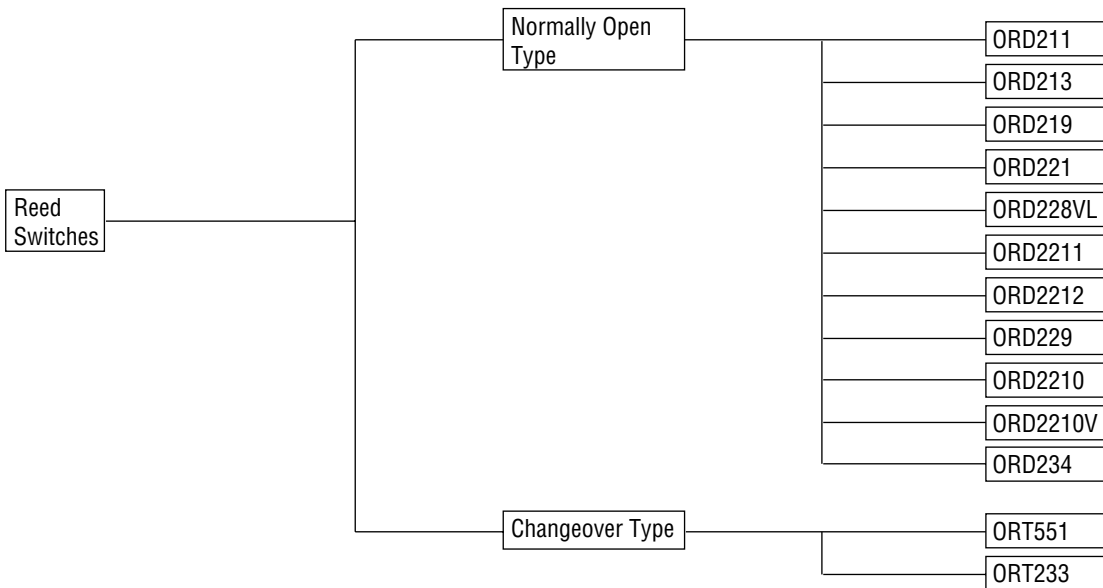 Reed
Switches
Normally Open
Type
ORD211
ORD213
ORD219
ORD221
ORD228VL
ORD2211
ORD2212
ORD229
ORD2210
ORD2210V
ORD234
Changeover Type
ORT551
ORT233